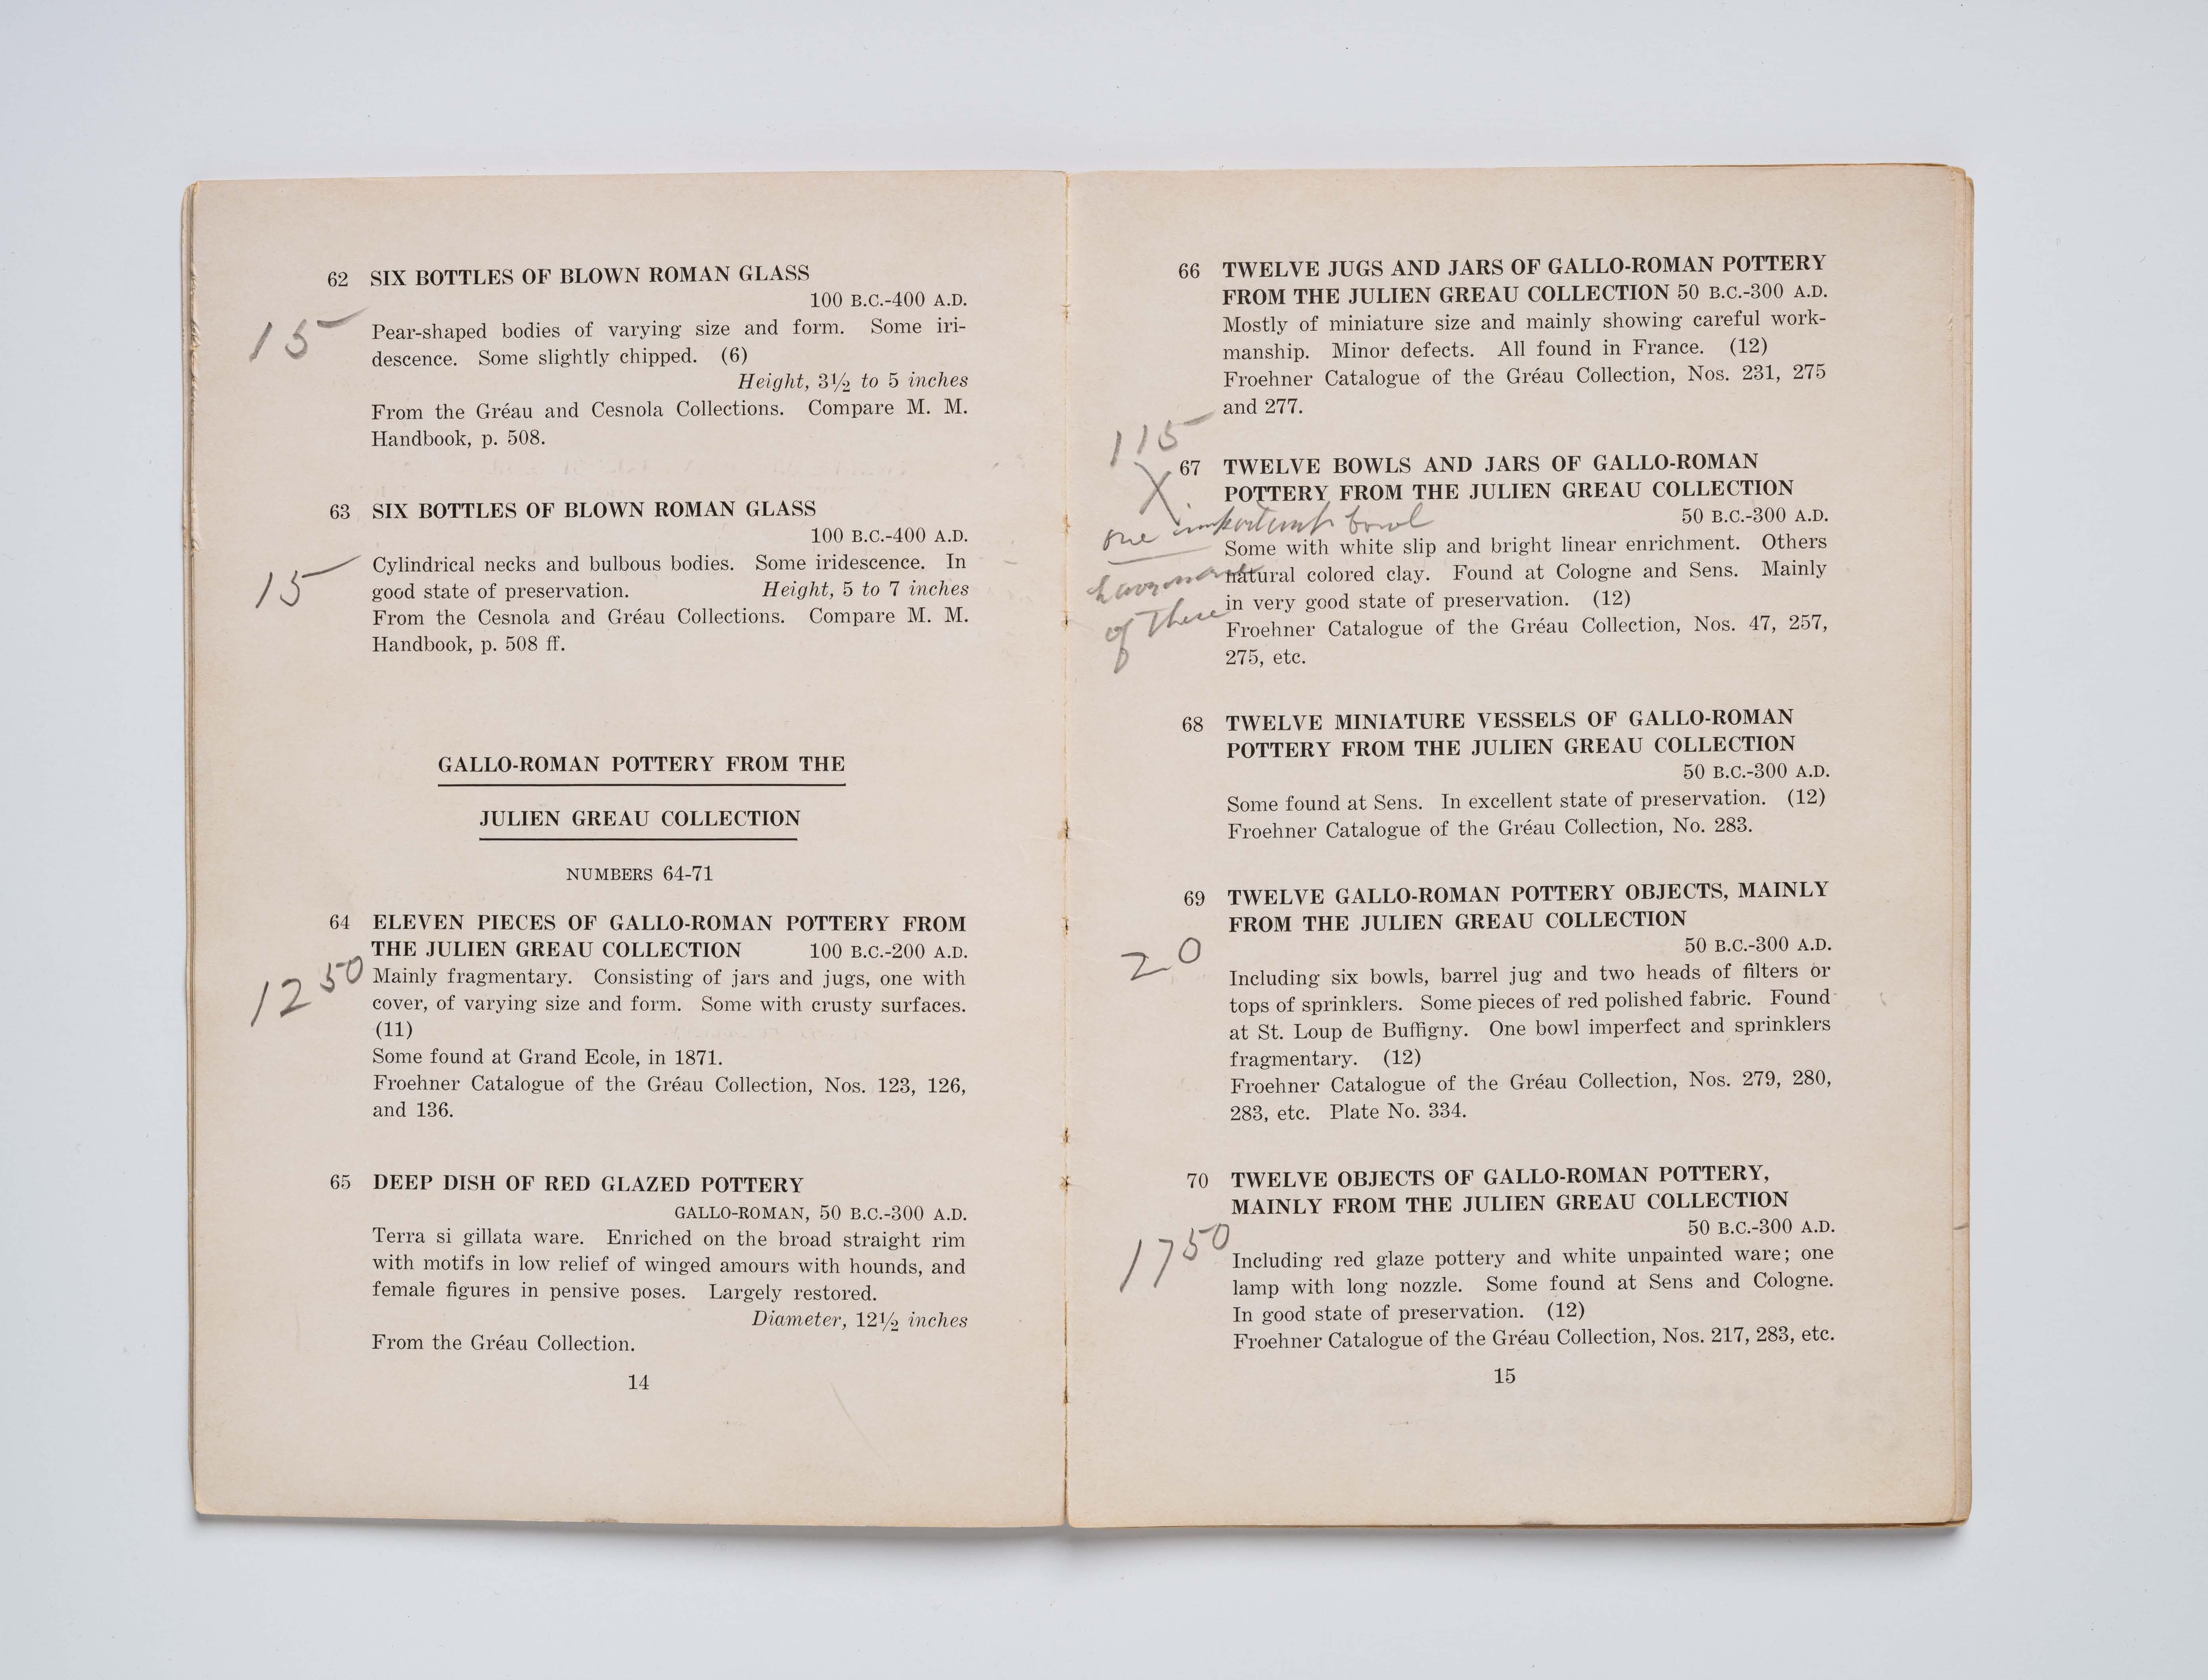 62 SIX BOTTLES OF BLOWN ROMAN GLASS
100 B.C.-400 A.D.
15
Pear-shaped bodies of varying size and form. Some iri-
descence. Some slightly chipped. (6)
Height, 3½ to 5 inches
From the Gréau and Cesnola Collections. Compare M. M.
Handbook, p. 508.
63 SIX BOTTLES OF BLOWN ROMAN GLASS
100 B.C.-400 A.D.
15
Cylindrical necks and bulbous bodies. Some iridescence. In
good state of preservation. Height, 5 to 7 inches
From the Cesnola and Gréau Collections. Compare M. M.
Handbook, p. 508 ff.
GALLO-ROMAN POTTERY FROM THE
JULIEN GREAU COLLECTION
NUMBERS 64-71
64 ELEVEN PIECES OF GALLO-ROMAN POTTERY FROM
THE JULIEN GREAU COLLECTION 100 B.C.-200 A.D.
12 50
Mainly fragmentary. Consisting of jars and jugs, one with
cover, of varying size and form. Some with crusty surfaces.
(11)
Some found at Grand Ecole, in 1871.
Froehner Catalogue of the Gréau Collection, Nos. 123, 126,
and 136.
65 DEEP DISH OF RED GLAZED POTTERY
GALLO-ROMAN, 50 B.C.-300 A.D.
Terra si gillata ware. Enriched on the broad straight rim
with motifs in low relief of winged amours with hounds, and
female figures in pensive poses. Largely restored.
Diameter, 12½ inches
From the Gréau Collection.
14
66 TWELVE JUGS AND JARS OF GALLO-ROMAN POTTERY
FROM THE JULIEN GREAU COLLECTION 50 B.C.-300 A.D.
Mostly of miniature size and mainly showing careful work-
manship. Minor defects. All found in France. (12)
Froehner Catalogue of the Gréau Collection, Nos. 231, 275
and 277.
115
X
67 TWELVE BOWLS AND JARS OF GALLO-ROMAN
POTTERY FROM THE JULIEN GREAU COLLECTION
50 B.C.-300 A.D.
one important bowl
Some with white slip and bright linear enrichment. Others
natural colored clay. Found at Cologne and Sens. Mainly
in very good state of preservation. (12)
of these
Froehner Catalogue of the Gréau Collection, Nos. 47, 257,
275, etc.
68 TWELVE MINIATURE VESSELS OF GALLO-ROMAN
POTTERY FROM THE JULIEN GREAU COLLECTION
50 B.C.-300 A.D.
Some found at Sens. In excellent state of preservation. (12)
Froehner Catalogue of the Gréau Collection, No. 283.
69 TWELVE GALLO-ROMAN POTTERY OBJECTS, MAINLY
FROM THE JULIEN GREAU COLLECTION
50 B.C.-300 A.D.
20
Including six bowls, barrel jug and two heads of filters or
tops of sprinklers. Some pieces of red polished fabric. Found
at St. Loup de Buffigny. One bowl imperfect and sprinklers
fragmentary. (12)
Froehner Catalogue of the Gréau Collection, Nos. 279, 280,
283, etc. Plate No. 334.
70 TWELVE OBJECTS OF GALLO-ROMAN POTTERY,
MAINLY FROM THE JULIEN GREAU COLLECTION
50 B.C.-300 A.D.
17 50
Including red glaze pottery and white unpainted ware; one
lamp with long nozzle. Some found at Sens and Cologne.
In good state of preservation. (12)
Froehner Catalogue of the Gréau Collection, Nos. 217, 283, etc.
15